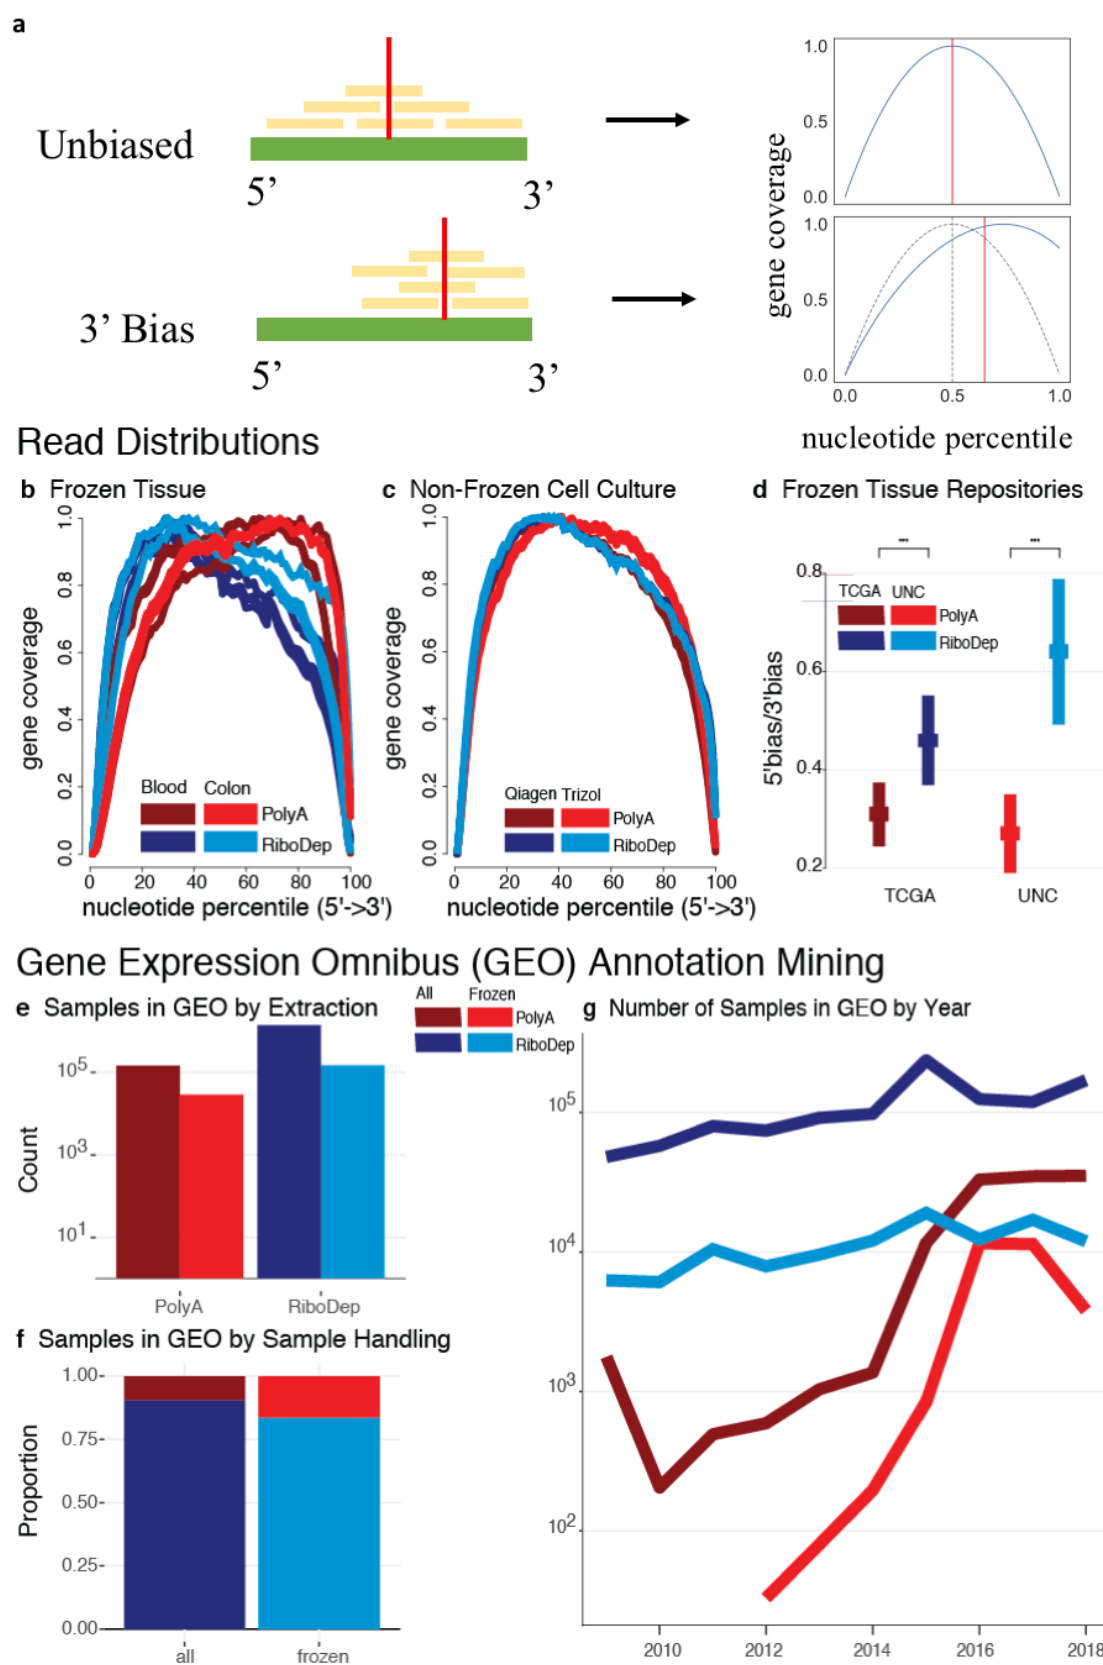 a
Unbiased
5’
3’
3’ Bias
5’
3’
gene coverage
1.0
0.5
0.0
1.0
0.5
0.0
0.0
0.5
1.0
nucleotide percentile
Read Distributions
b Frozen Tissue
gene coverage
1.0
0.8
0.6
0.4
0.2
0.0
Blood Colon
PolyA
RiboDep
0 20 40 60 80 100
nucleotide percentile (5'->3')
c Non-Frozen Cell Culture
gene coverage
1.0
0.8
0.6
0.4
0.2
0.0
Qiagen Trizol
PolyA
RiboDep
0 20 40 60 80 100
nucleotide percentile (5'->3')
d Frozen Tissue Repositories
*** ***
5'bias/3'bias
0.8
0.6
0.4
0.2
TCGA UNC
PolyA
RiboDep
TCGA UNC
Gene Expression Omnibus (GEO) Annotation Mining
e Samples in GEO by Extraction
Count
10^5
10^3
10^1
PolyA RiboDep
All Frozen
PolyA
RiboDep
f Samples in GEO by Sample Handling
Proportion
1.00
0.75
0.50
0.25
0.00
all frozen
g Number of Samples in GEO by Year
10^5
10^4
10^3
10^2
2010 2012 2014 2016 2018